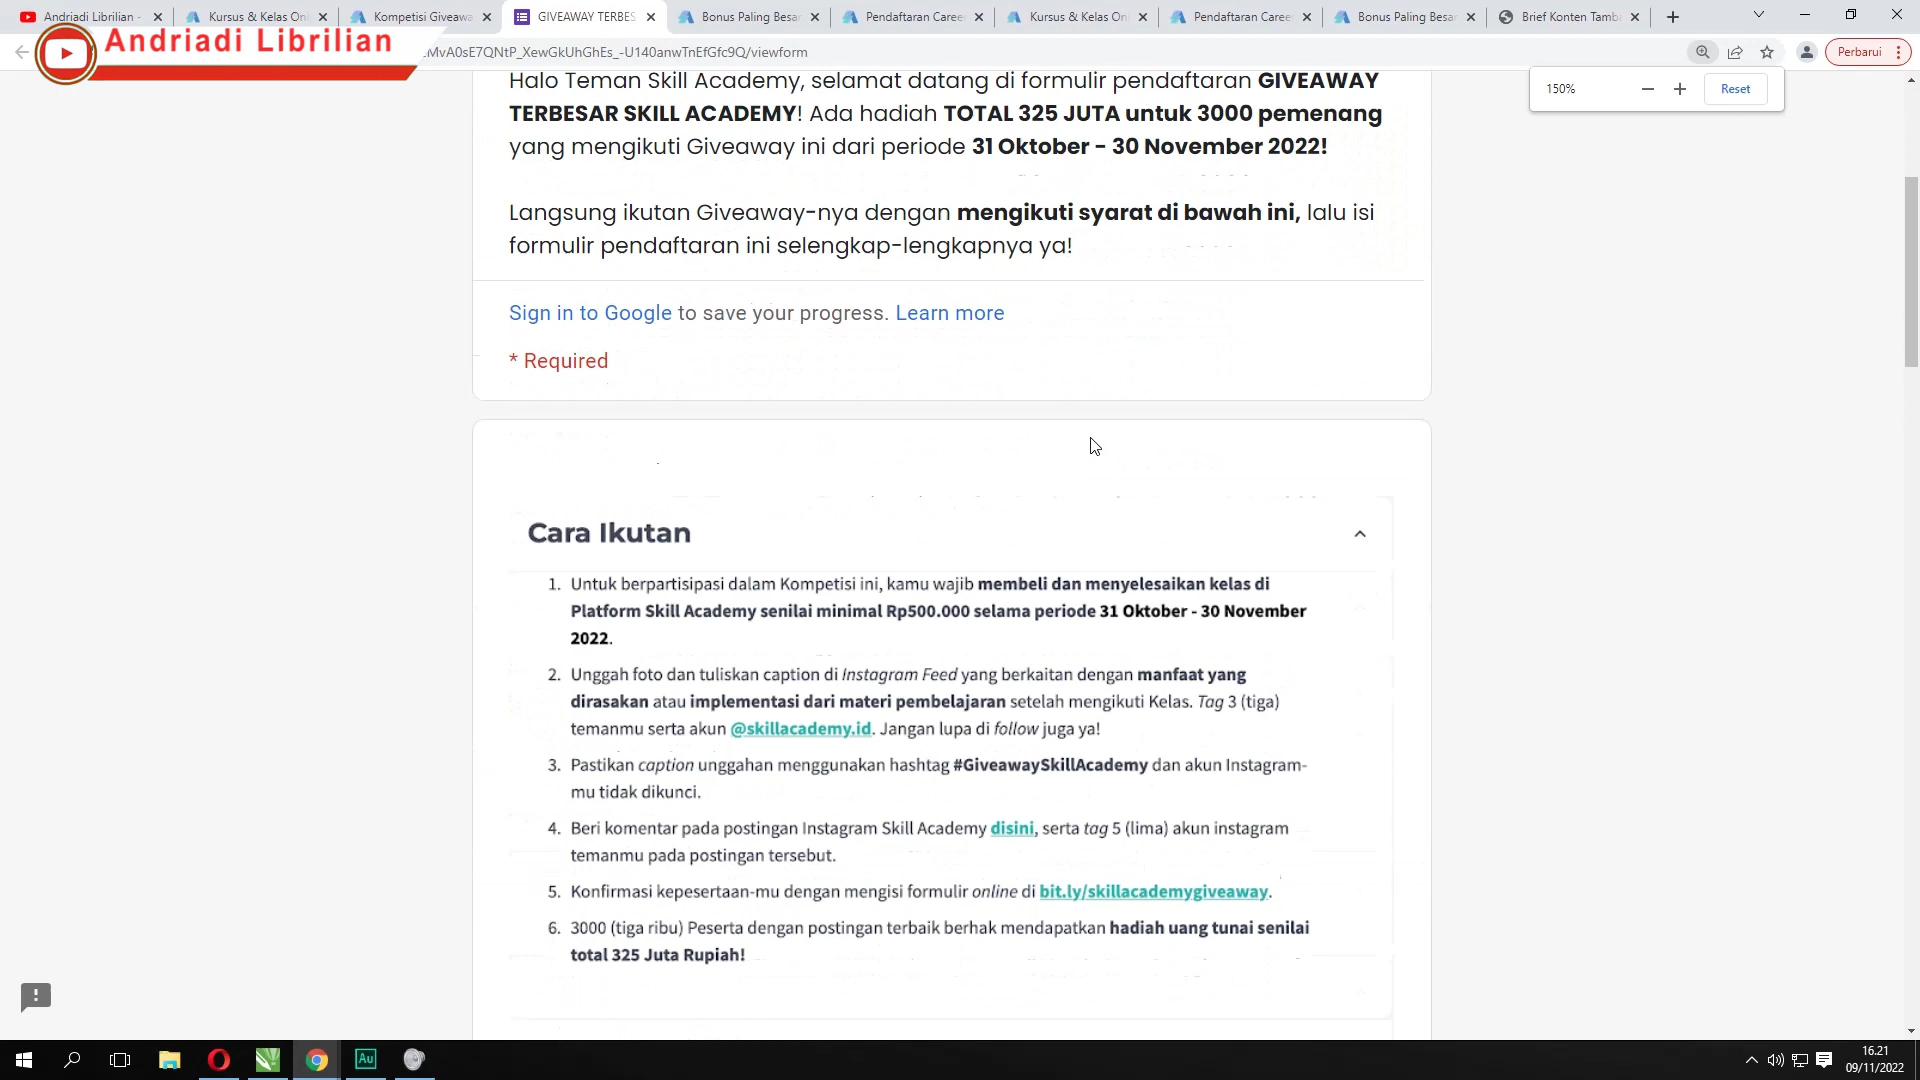 Andriadi Librilian -
Kursus & Kelas Onl
Kompetisi Giveawa
GIVEAWAY TERBES
Bonus Paling Besar
Pendaftaran Caree
Kursus & Kelas Onl
Pendaftaran Caree
Bonus Paling Besar
Brief Konten Tamba
Andriadi Librilian
MvA0sE7QNtP_XewGkUhGhEs_-U140anwTnEfGfc9Q/viewform
Perbarui
150%
Reset
Halo Teman Skill Academy, selamat datang di formulir pendaftaran GIVEAWAY
TERBESAR SKILL ACADEMY! Ada hadiah TOTAL 325 JUTA untuk 3000 pemenang
yang mengikuti Giveaway ini dari periode 31 Oktober - 30 November 2022!
Langsung ikutan Giveaway-nya dengan mengikuti syarat di bawah ini, lalu isi
formulir pendaftaran ini selengkap-lengkapnya ya!
Sign in to Google to save your progress. Learn more
* Required
Cara Ikutan
1. Untuk berpartisipasi dalam Kompetisi ini, kamu wajib membeli dan menyelesaikan kelas di
Platform Skill Academy senilai minimal Rp500.000 selama periode 31 Oktober - 30 November
2022.
2. Unggah foto dan tuliskan caption di Instagram Feed yang berkaitan dengan manfaat yang
dirasakan atau implementasi dari materi pembelajaran setelah mengikuti Kelas. Tag 3 (tiga)
temanmu serta akun @skillacademy.id. Jangan lupa di follow juga ya!
3. Pastikan caption unggahan menggunakan hashtag #GiveawaySkillAcademy dan akun Instagram-
mu tidak dikunci.
4. Beri komentar pada postingan Instagram Skill Academy disini, serta tag 5 (lima) akun instagram
temanmu pada postingan tersebut.
5. Konfirmasi kepesertaan-mu dengan mengisi formulir online di bit.ly/skillacademygiveaway.
6. 3000 (tiga ribu) Peserta dengan postingan terbaik berhak mendapatkan hadiah uang tunai senilai
total 325 Juta Rupiah!
Au
16.21
09/11/2022